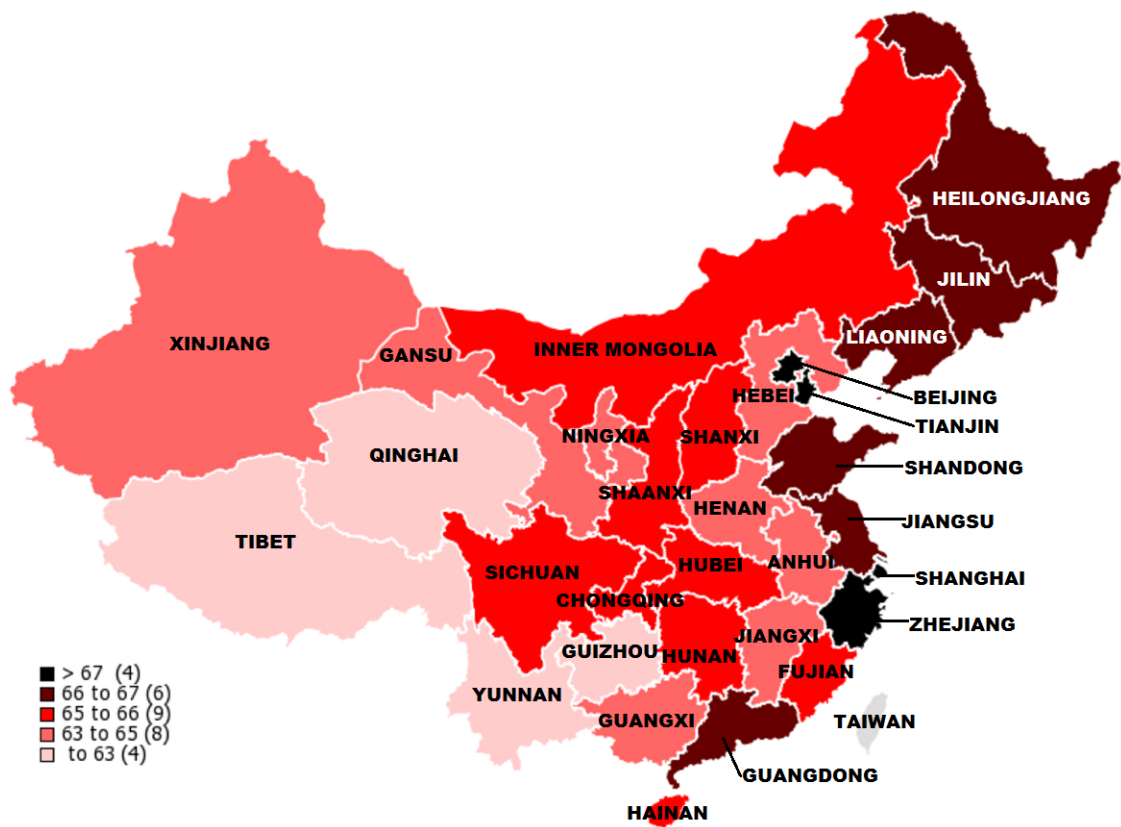 HEILONGJIANG
JILIN
LIAONING
XINJIANG
GANSU
INNER MONGOLIA
BEIJING
HEBEI
TIANJIN
NINGXIA
SHANXI
QINGHAI
SHANDONG
SHAANXI
HENAN
JIANGSU
TIBET
ANHUI
HUBEI
SICHUAN
SHANGHAI
CHONGQING
ZHEJIANG
JIANGXI
GUIZHOU
HUNAN
FUJIAN
YUNNAN
GUANGXI
TAIWAN
GUANGDONG
HAINAN
> 67 (4)
66 to 67 (6)
65 to 66 (9)
63 to 65 (8)
to 63 (4)